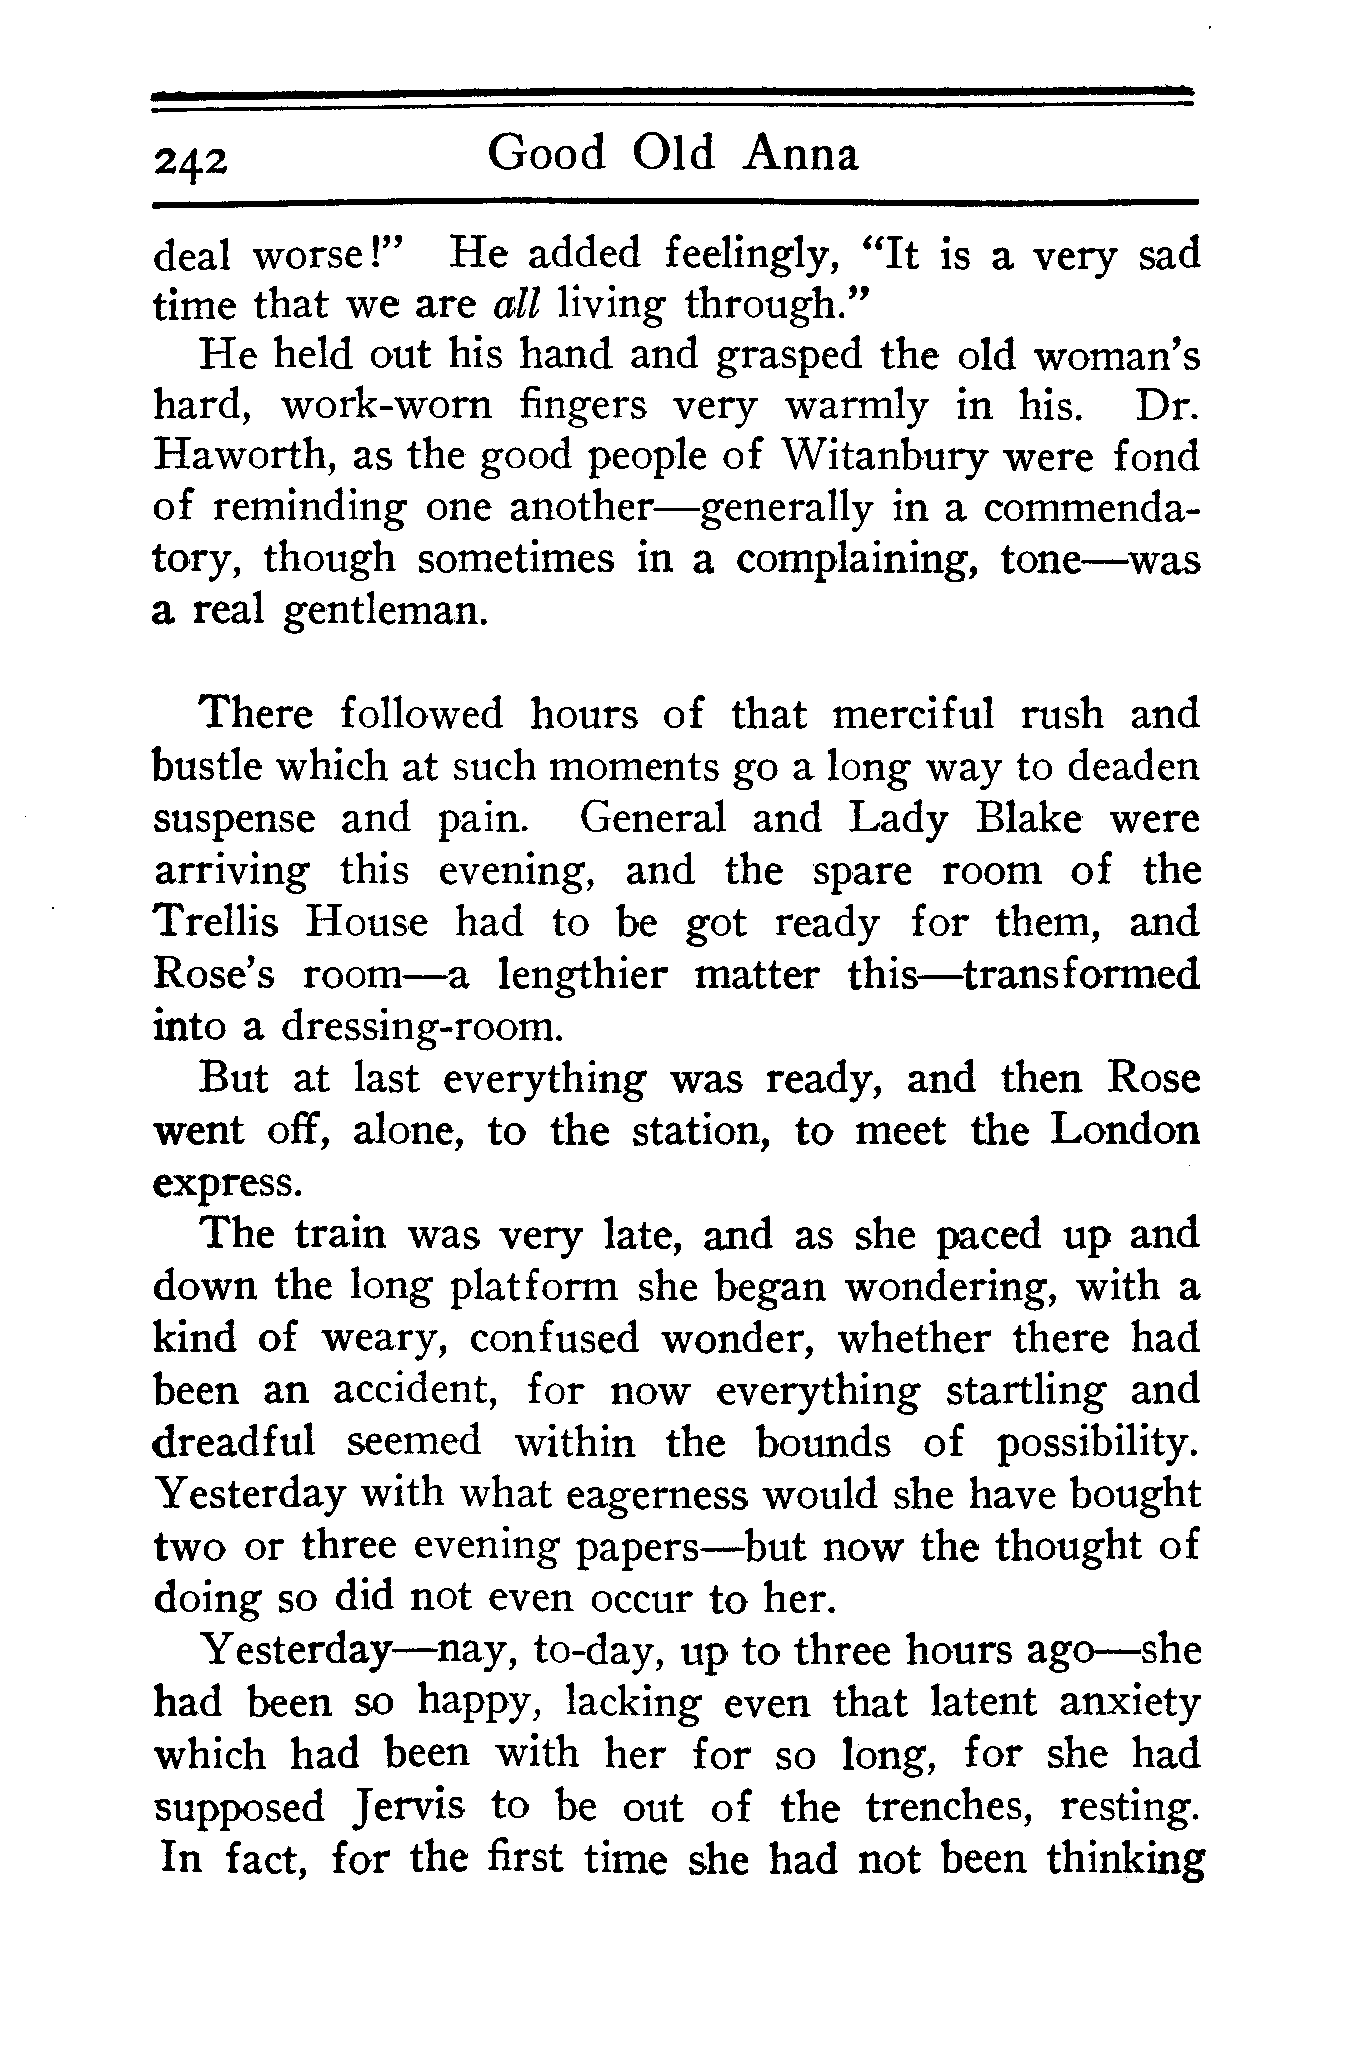 242 Good Old Anna
deal worse!" He added feelingly, "It is a very sad
time that we are all living through."
He held out his hand and grasped the old woman's
hard, work-worn fingers very warmly in his. Dr.
Haworth, as the good people of Witanbury were fond
of reminding one another—generally in a commenda-
tory, though sometimes in a complaining, tone—was
a real gentleman.
There followed hours of that merciful rush and
bustle which at such moments go a long way to deaden
suspense and pain. General and Lady Blake were
arriving this evening, and the spare room of the
Trellis House had to be got ready for them, and
Rose's room—a lengthier matter this—transformed
into a dressing-room.
But at last everything was ready, and then Rose
went off, alone, to the station, to meet the London
express.
The train was very late, and as she paced up and
down the long platform she began wondering, with a
kind of weary, confused wonder, whether there had
been an accident, for now everything startling and
dreadful seemed within the bounds of possibility.
Yesterday with what eagerness would she have bought
two or three evening papers—but now the thought of
doing so did not even occur to her.
Yesterday—nay, to-day, up to three hours ago—she
had been so happy, lacking even that latent anxiety
which had been with her for so long, for she had
supposed Jervis to be out of the trenches, resting.
In fact, for the first time she had not been thinking